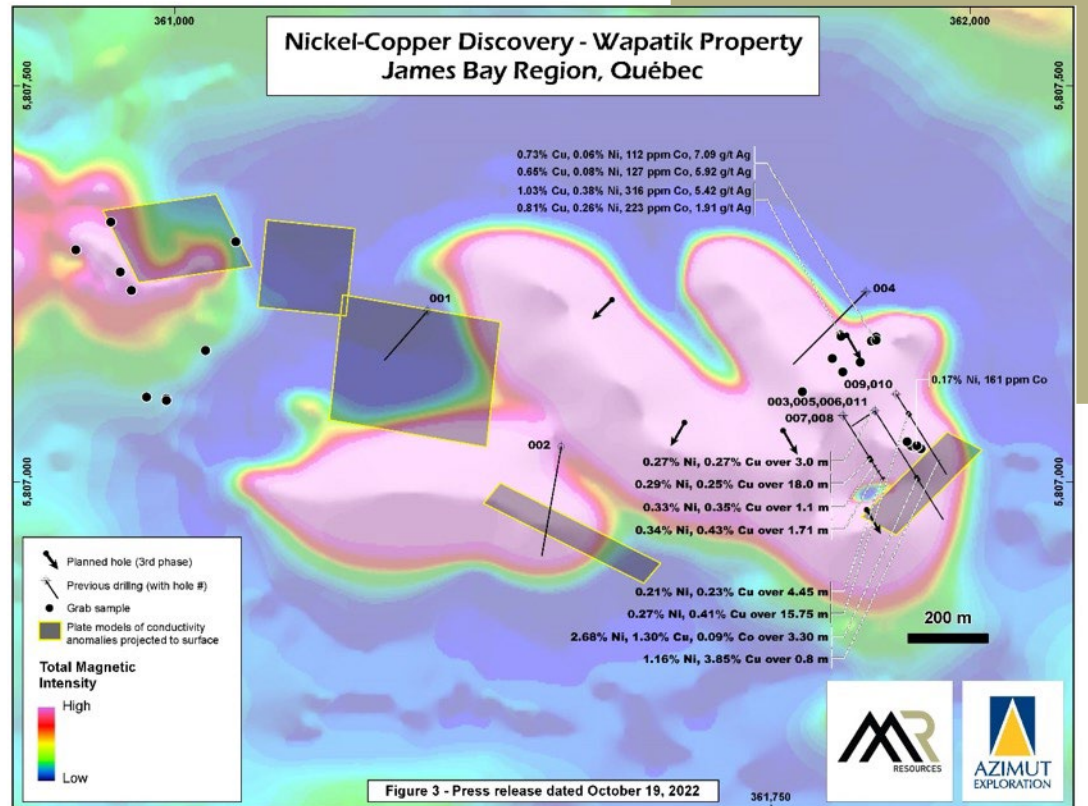 361,000
362,000
Nickel-Copper Discovery - Wapatik Property
James Bay Region, Québec
5,807,500
5,807,500
0.73% Cu, 0.06% Ni, 112 ppm Co, 7.09 g/t Ag
0.65% Cu, 0.08% Ni, 127 ppm Co, 5.92 g/t Ag
1.03% Cu, 0.38% Ni, 316 ppm Co, 5.42 g/t Ag
0.81% Cu, 0.26% Ni, 223 ppm Co, 1.91 g/t Ag
001
004
009,010
0.17% Ni, 161 ppm Co
003,005,006,011
007,008
002
0.27% Ni, 0.27% Cu over 3.0 m
0.29% Ni, 0.25% Cu over 18.0 m
0.33% Ni, 0.35% Cu over 1.1 m
0.34% Ni, 0.43% Cu over 1.71 m
5,807,000
5,807,000
0.21% Ni, 0.23% Cu over 4.45 m
0.27% Ni, 0.41% Cu over 15.75 m
2.68% Ni, 1.30% Cu, 0.09% Co over 3.30 m
1.16% Ni, 3.85% Cu over 0.8 m
200 m
Planned hole (3rd phase)
Previous drilling (with hole #)
Grab sample
Plate models of conductivity
anomalies projected to surface
Total Magnetic
Intensity
High
Low
MR
RESOURCES
AZIMUT
EXPLORATION
Figure 3 - Press release dated October 19, 2022
361,750